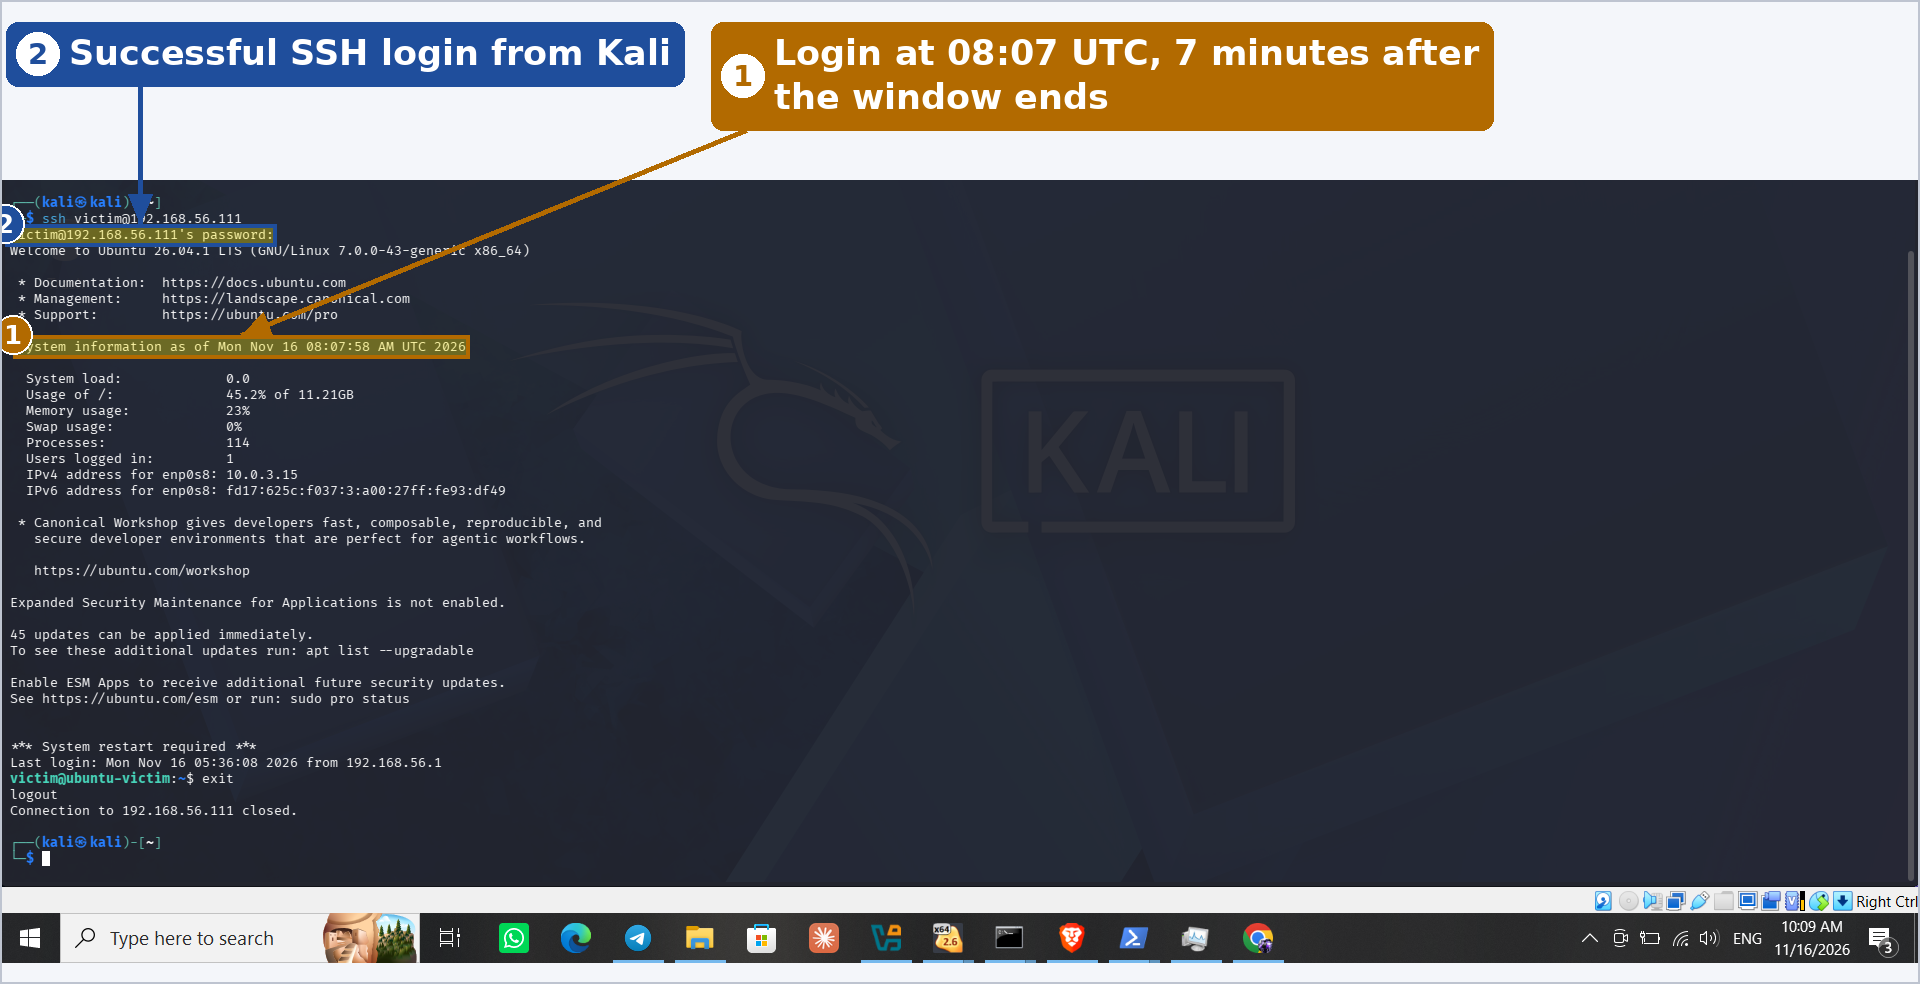 2 Successful SSH login from Kali
1 Login at 08:07 UTC, 7 minutes after
the window ends
(kali㉿kali) ~]
$ ssh victim@192.168.56.111
2
victim@192.168.56.111's password:
Welcome to Ubuntu 26.04.1 LTS (GNU/Linux 7.0.0-43-generic x86_64)
* Documentation: https://docs.ubuntu.com
* Management: https://landscape.canonical.com
* Support: https://ubuntu.com/pro
1
System information as of Mon Nov 16 08:07:58 AM UTC 2026
System load: 0.0
Usage of /: 45.2% of 11.21GB
Memory usage: 23%
Swap usage: 0%
Processes: 114
Users logged in: 1
IPv4 address for enp0s8: 10.0.3.15
IPv6 address for enp0s8: fd17:625c:f037:3:a00:27ff:fe93:df49
* Canonical Workshop gives developers fast, composable, reproducible, and
secure developer environments that are perfect for agentic workflows.
https://ubuntu.com/workshop
Expanded Security Maintenance for Applications is not enabled.
45 updates can be applied immediately.
To see these additional updates run: apt list --upgradable
Enable ESM Apps to receive additional future security updates.
See https://ubuntu.com/esm or run: sudo pro status
*** System restart required ***
Last login: Mon Nov 16 05:36:08 2026 from 192.168.56.1
victim@ubuntu-victim:~$ exit
logout
Connection to 192.168.56.111 closed.
┌──(kali㉿kali)-[~]
└─$
KALI
Right Ctrl
Type here to search
x64
2.6
ENG
10:09 AM
11/16/2026
3